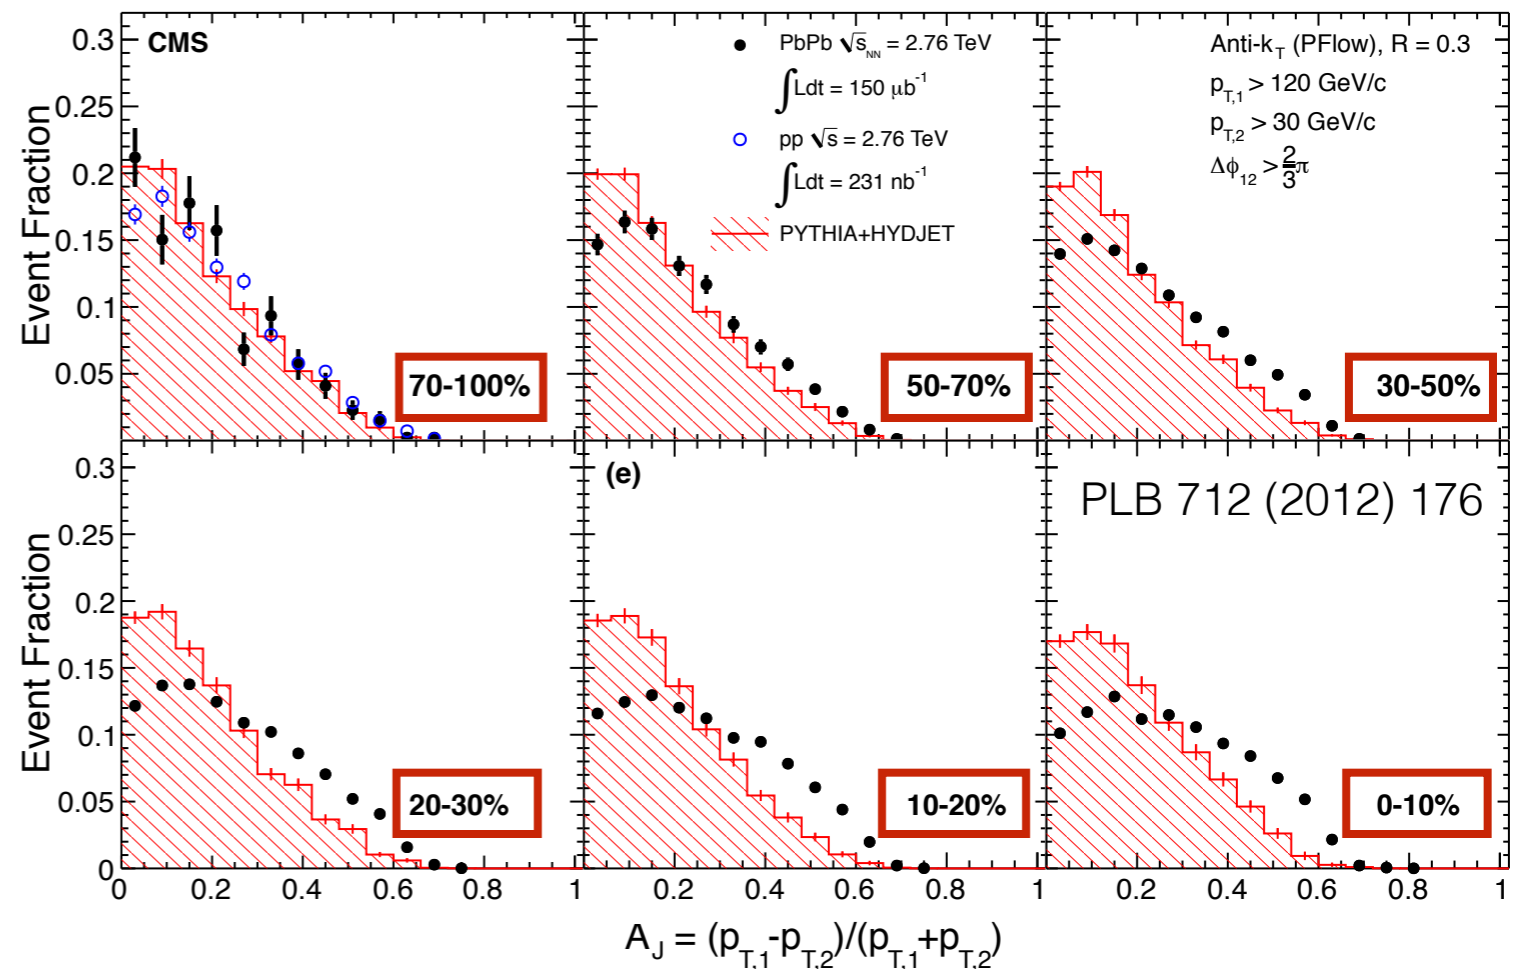 CMS
PbPb √s_NN = 2.76 TeV
∫Ldt = 150 μb⁻¹
pp √s = 2.76 TeV
∫Ldt = 231 nb⁻¹
PYTHIA+HYDJET
Anti-k_T (PFlow), R = 0.3
p_T,1 > 120 GeV/c
p_T,2 > 30 GeV/c
Δϕ_12 > 2/3 π
Event Fraction
0.3
0.25
0.2
0.15
0.1
0.05
70-100%
50-70%
30-50%
(e)
PLB 712 (2012) 176
Event Fraction
0.3
0.25
0.2
0.15
0.1
0.05
0
20-30%
10-20%
0-10%
0 0.2 0.4 0.6 0.8 1 0.2 0.4 0.6 0.8 1 0.2 0.4 0.6 0.8 1
A_J = (p_T,1-p_T,2)/(p_T,1+p_T,2)